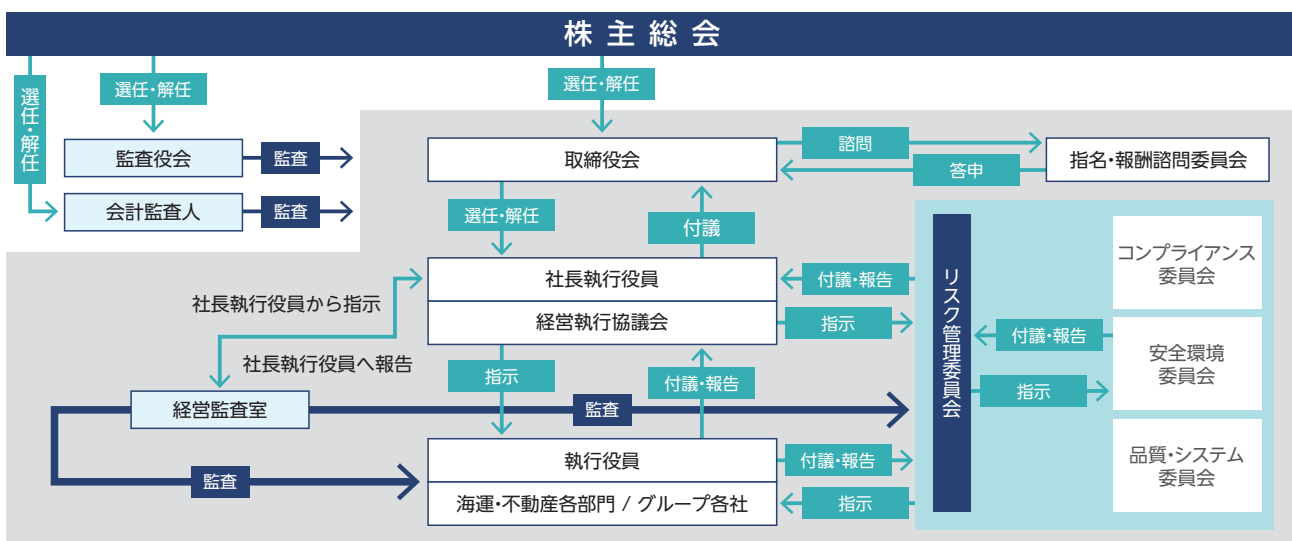 株主総会
選任・解任
選任・解任
選任・解任
監査役会
監査
会計監査人
監査
取締役会
諮問
答申
指名・報酬諮問委員会
選任・解任
付議
社長執行役員
経営執行協議会
付議・報告
指示
社長執行役員から指示
社長執行役員へ報告
リスク管理委員会
コンプライアンス
委員会
付議・報告
安全環境
委員会
指示
品質・システム
委員会
指示
付議・報告
経営監査室
監査
監査
執行役員
海運・不動産各部門 / グループ各社
付議・報告
指示